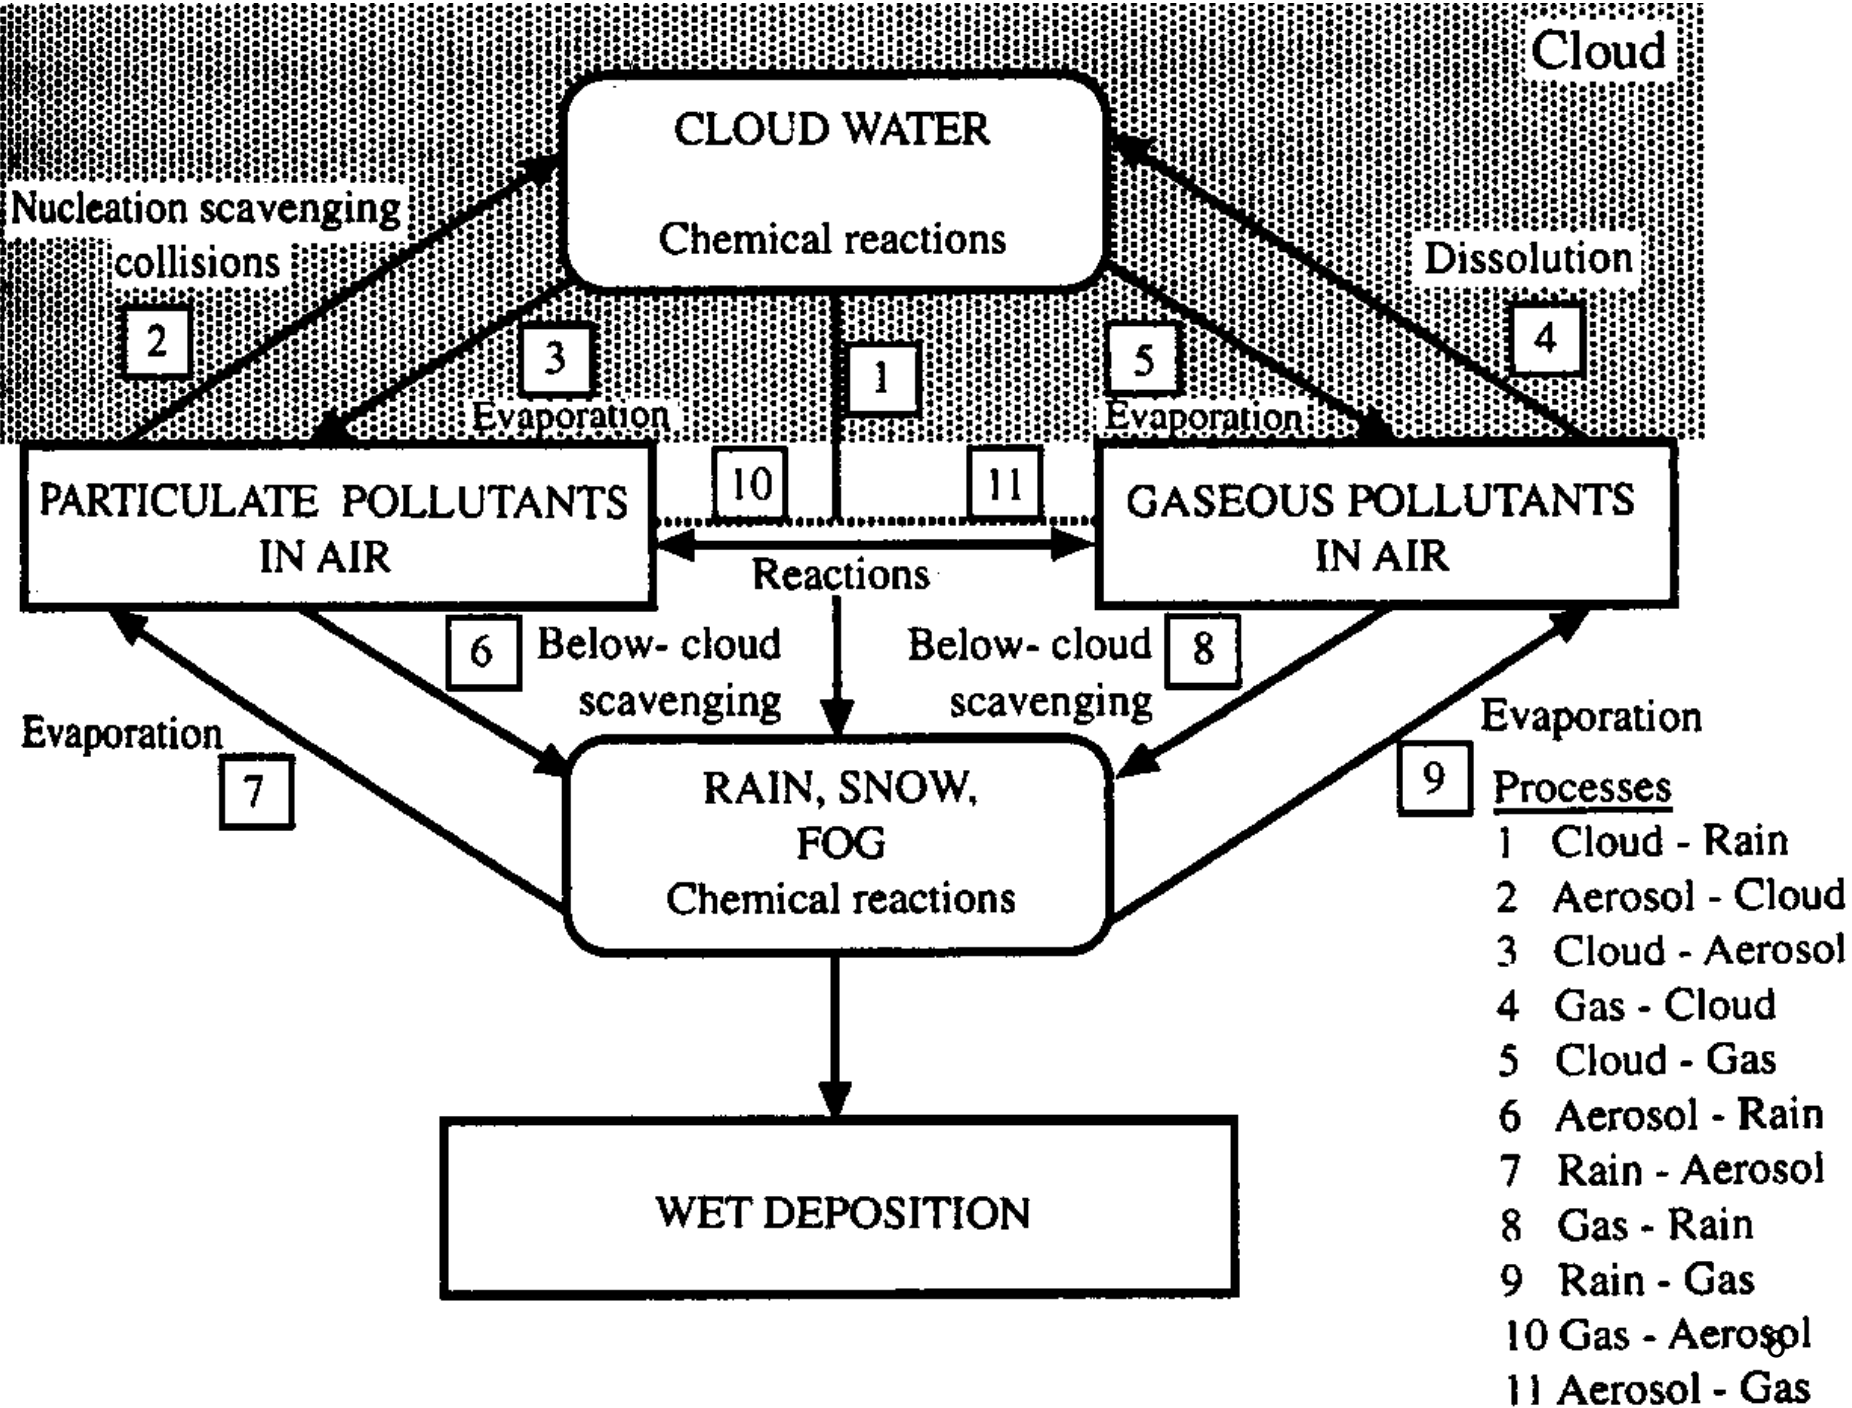 Cloud
CLOUD WATER
Chemical reactions
Nucleation scavenging
collisions
2
3
Evaporation
1
5
Evaporation
Dissolution
4
PARTICULATE POLLUTANTS
IN AIR
10
11
Reactions
GASEOUS POLLUTANTS
IN AIR
6
Below- cloud
scavenging
Below- cloud
scavenging
8
Evaporation
7
Evaporation
9
RAIN, SNOW,
FOG
Chemical reactions
WET DEPOSITION
Processes
1 Cloud - Rain
2 Aerosol - Cloud
3 Cloud - Aerosol
4 Gas - Cloud
5 Cloud - Gas
6 Aerosol - Rain
7 Rain - Aerosol
8 Gas - Rain
9 Rain - Gas
10 Gas - Aerosol
11 Aerosol - Gas
8